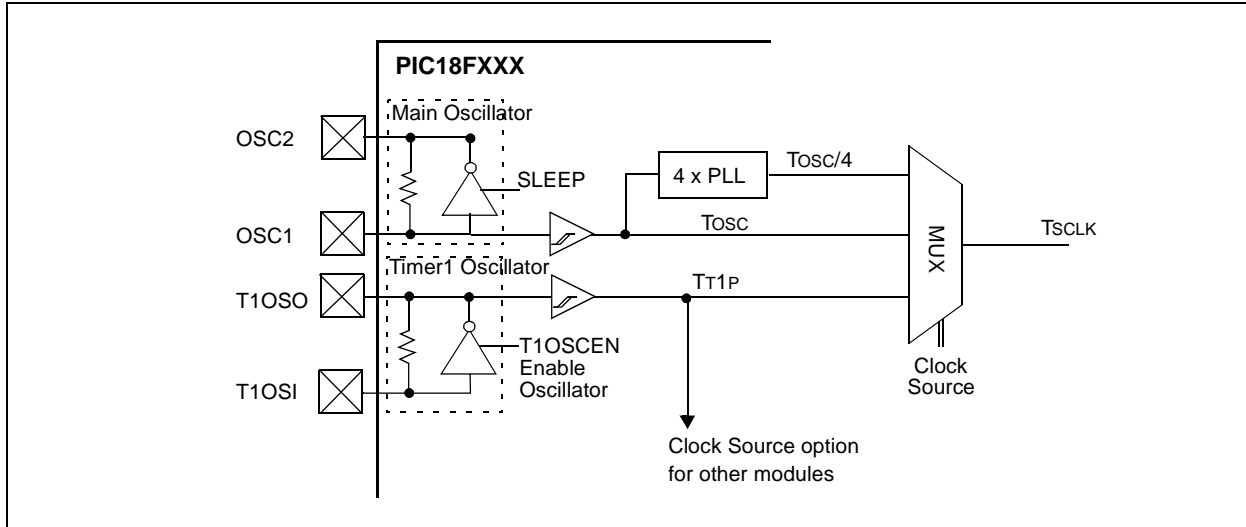 PIC18FXXX
Main Oscillator
OSC2
SLEEP
4 x PLL
TOSC/4
OSC1
TOSC
MUX
TSCLK
Timer1 Oscillator
T1OSO
TT1P
T1OSCEN
Enable
Oscillator
T1OSI
Clock
Source
Clock Source option
for other modules